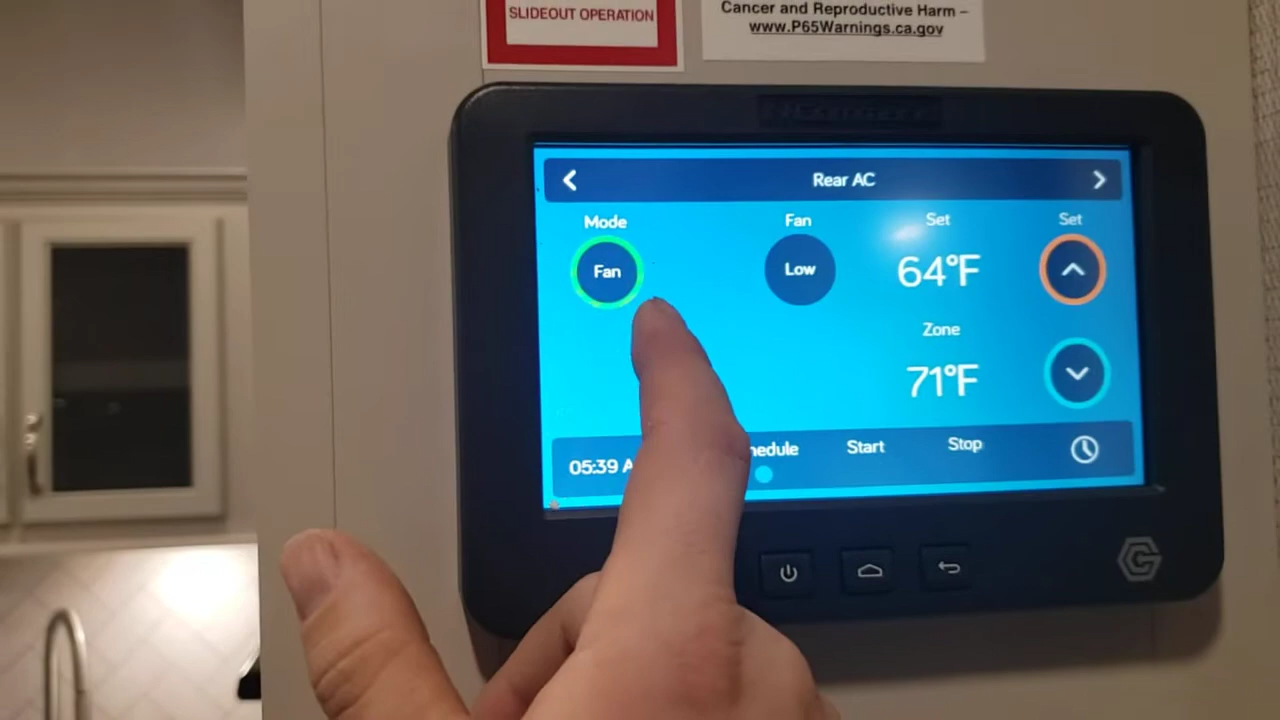 SLIDEOUT OPERATION
Cancer and Reproductive Harm –
www.P65Warnings.ca.gov
Rear AC
Mode
Fan
Set
Set
Fan
Low
64°F
Zone
71°F
hedule
Start
Stop
05:39 A